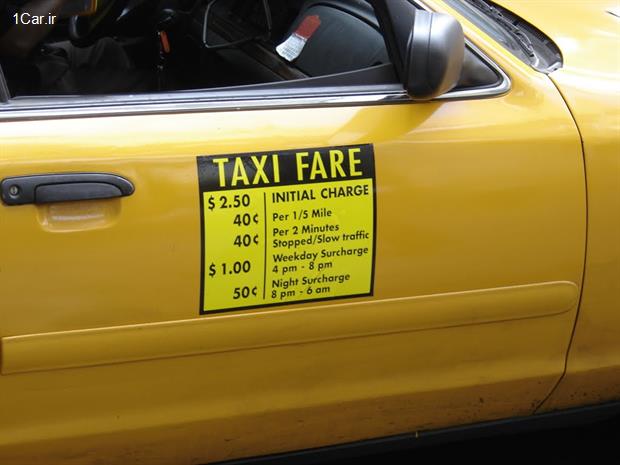 1Car.ir
TAXI FARE
$2.50 INITIAL CHARGE
40¢ Per 1/5 Mile
40¢ Per 2 Minutes
Stopped/Slow traffic
$1.00 Weekday Surcharge
4 pm - 8 pm
50¢ Night Surcharge
8 pm - 6 am